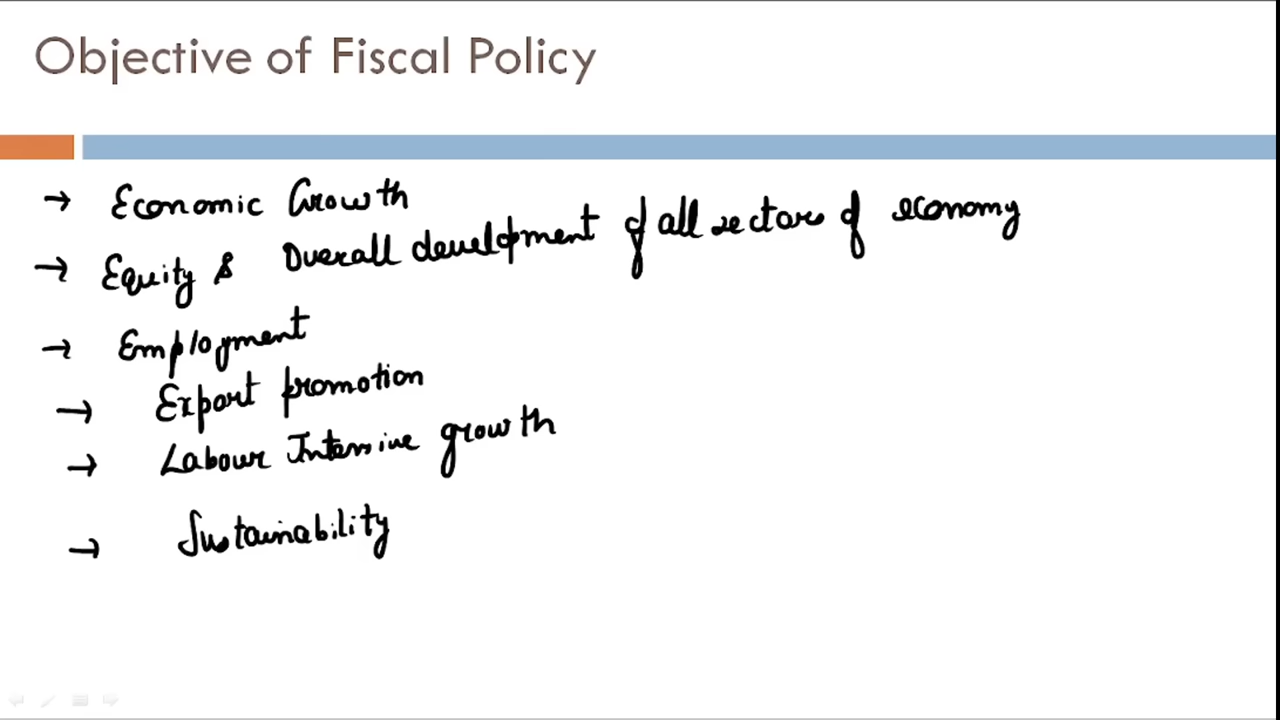 Objective of Fiscal Policy
→ Economic Growth
→ Equity & Overall development of all sectors of economy
→ Employment
→ Export promotion
→ Labour Intensive growth
→ Sustainability